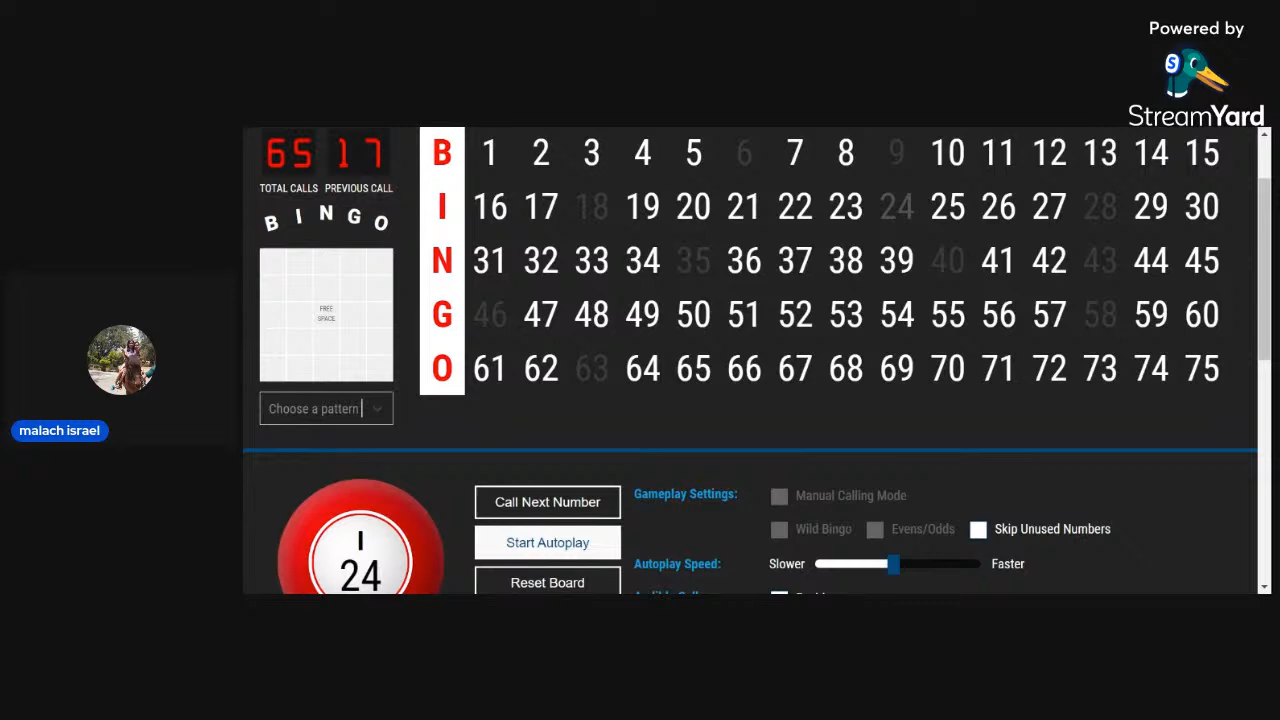 Powered by
StreamYard
65 17
TOTAL CALLS PREVIOUS CALL
BINGO
FREE
SPACE
Choose a pattern
B 1 2 3 4 5 6 7 8 9 10 11 12 13 14 15
I 16 17 18 19 20 21 22 23 24 25 26 27 28 29 30
N 31 32 33 34 35 36 37 38 39 40 41 42 43 44 45
G 46 47 48 49 50 51 52 53 54 55 56 57 58 59 60
O 61 62 63 64 65 66 67 68 69 70 71 72 73 74 75
malach israel
I
24
Call Next Number
Start Autoplay
Reset Board
Gameplay Settings: Manual Calling Mode
Wild Bingo Evens/Odds Skip Unused Numbers
Autoplay Speed: Slower Faster